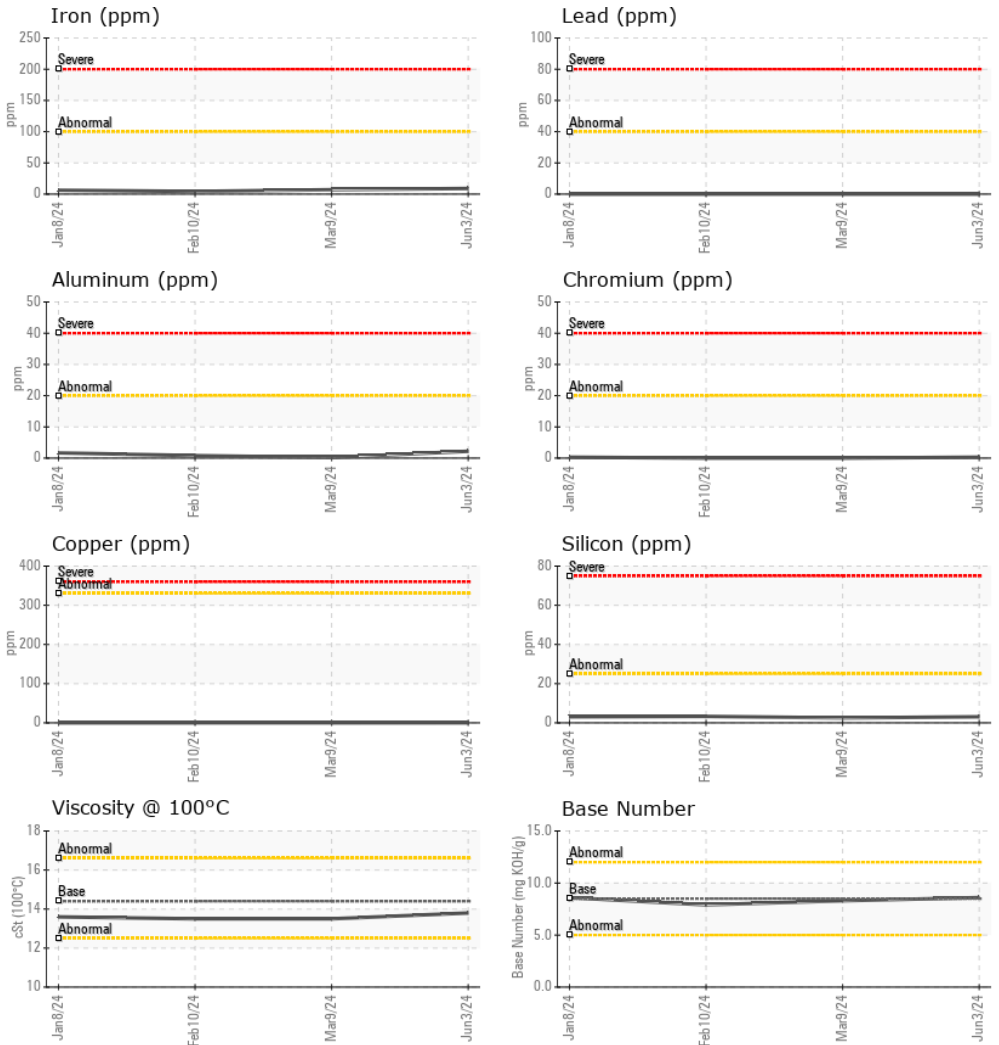 Iron (ppm)
250
200
150
100
50
0
ppm
Severe
Abnormal
Jan8/24
Feb10/24
Mar9/24
Jun3/24
Lead (ppm)
100
80
60
40
20
0
ppm
Severe
Abnormal
Jan8/24
Feb10/24
Mar9/24
Jun3/24
Aluminum (ppm)
50
40
30
20
10
0
ppm
Severe
Abnormal
Jan8/24
Feb10/24
Mar9/24
Jun3/24
Chromium (ppm)
50
40
30
20
10
0
ppm
Severe
Abnormal
Jan8/24
Feb10/24
Mar9/24
Jun3/24
Copper (ppm)
400
300
200
100
0
ppm
Severe
Abnormal
Jan8/24
Feb10/24
Mar9/24
Jun3/24
Silicon (ppm)
80
60
40
20
0
ppm
Severe
Abnormal
Jan8/24
Feb10/24
Mar9/24
Jun3/24
Viscosity @ 100°C
18
16
14
12
10
cSt (100°C)
Abnormal
Base
Abnormal
Jan8/24
Feb10/24
Mar9/24
Jun3/24
Base Number
15.0
10.0
5.0
0.0
Base Number (mg KOH/g)
Abnormal
Base
Abnormal
Jan8/24
Feb10/24
Mar9/24
Jun3/24